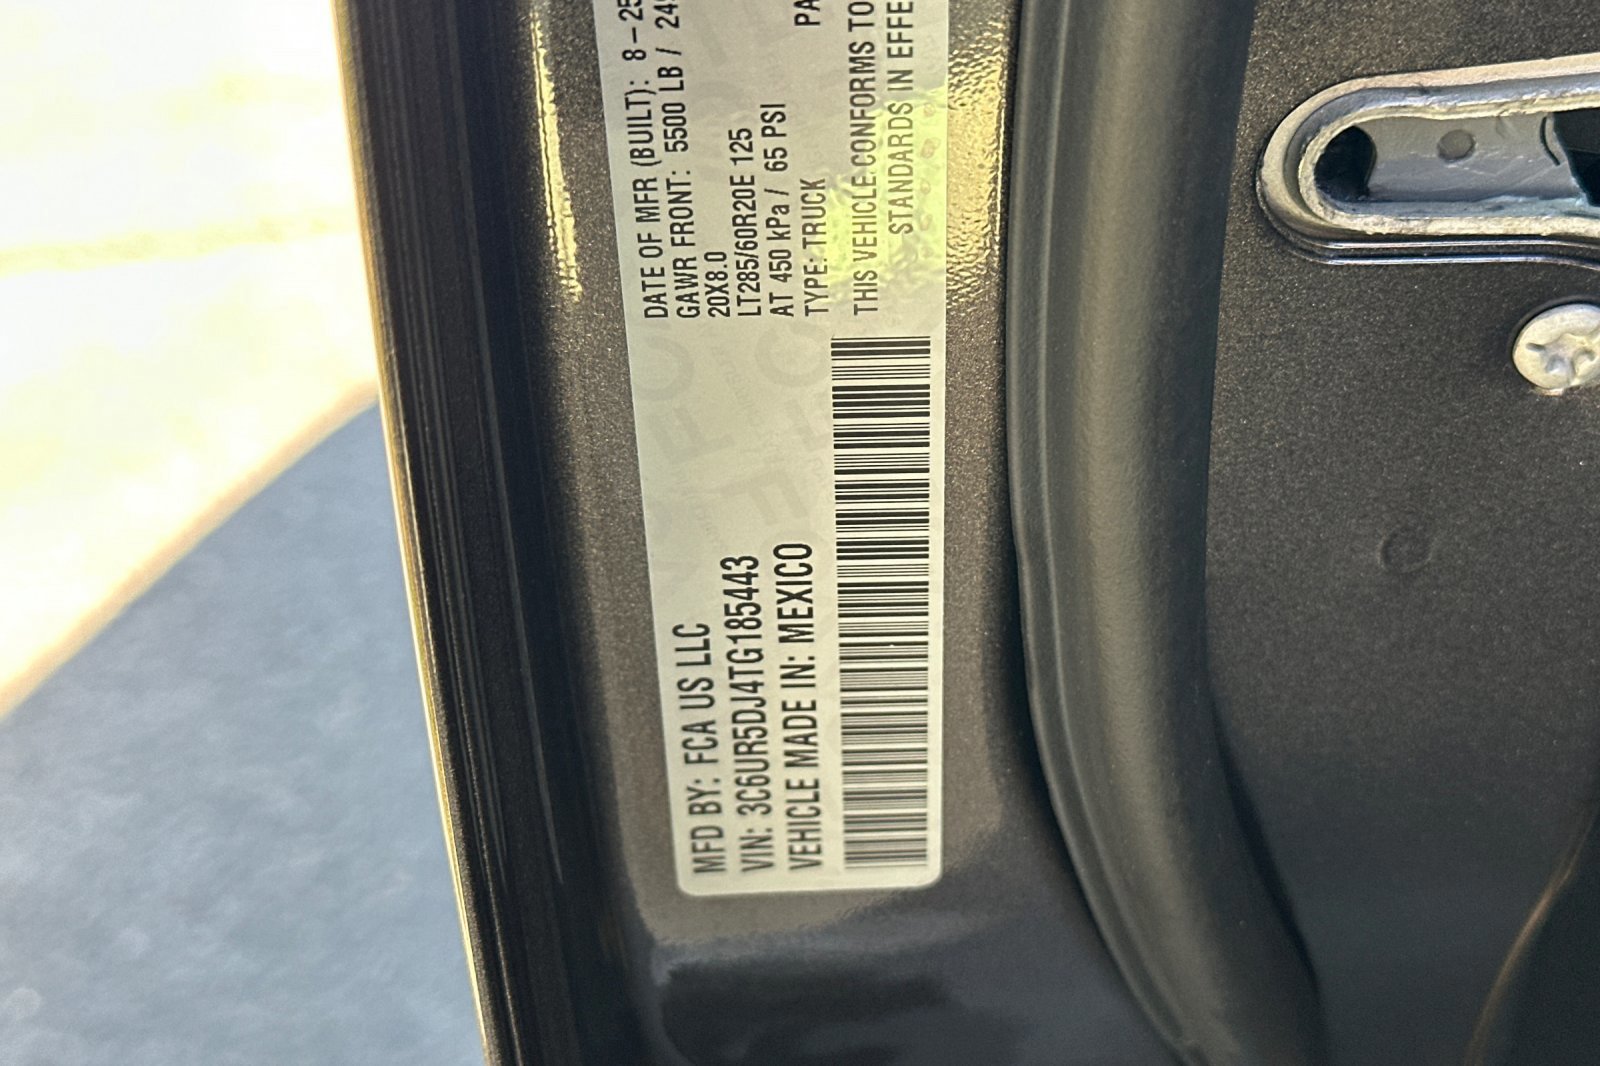 MFD BY: FCA US LLC
VIN: 3C6UR5DJ4TG185443
VEHICLE MADE IN: MEXICO
DATE OF MFR (BUILT): 8-25
GAWR FRONT: 5500 LB /
20X8.0
LT285/60R20E 125
AT 450 kPa / 65 PSI
TYPE: TRUCK
THIS VEHICLE CONFORMS TO
STANDARDS IN EFFE